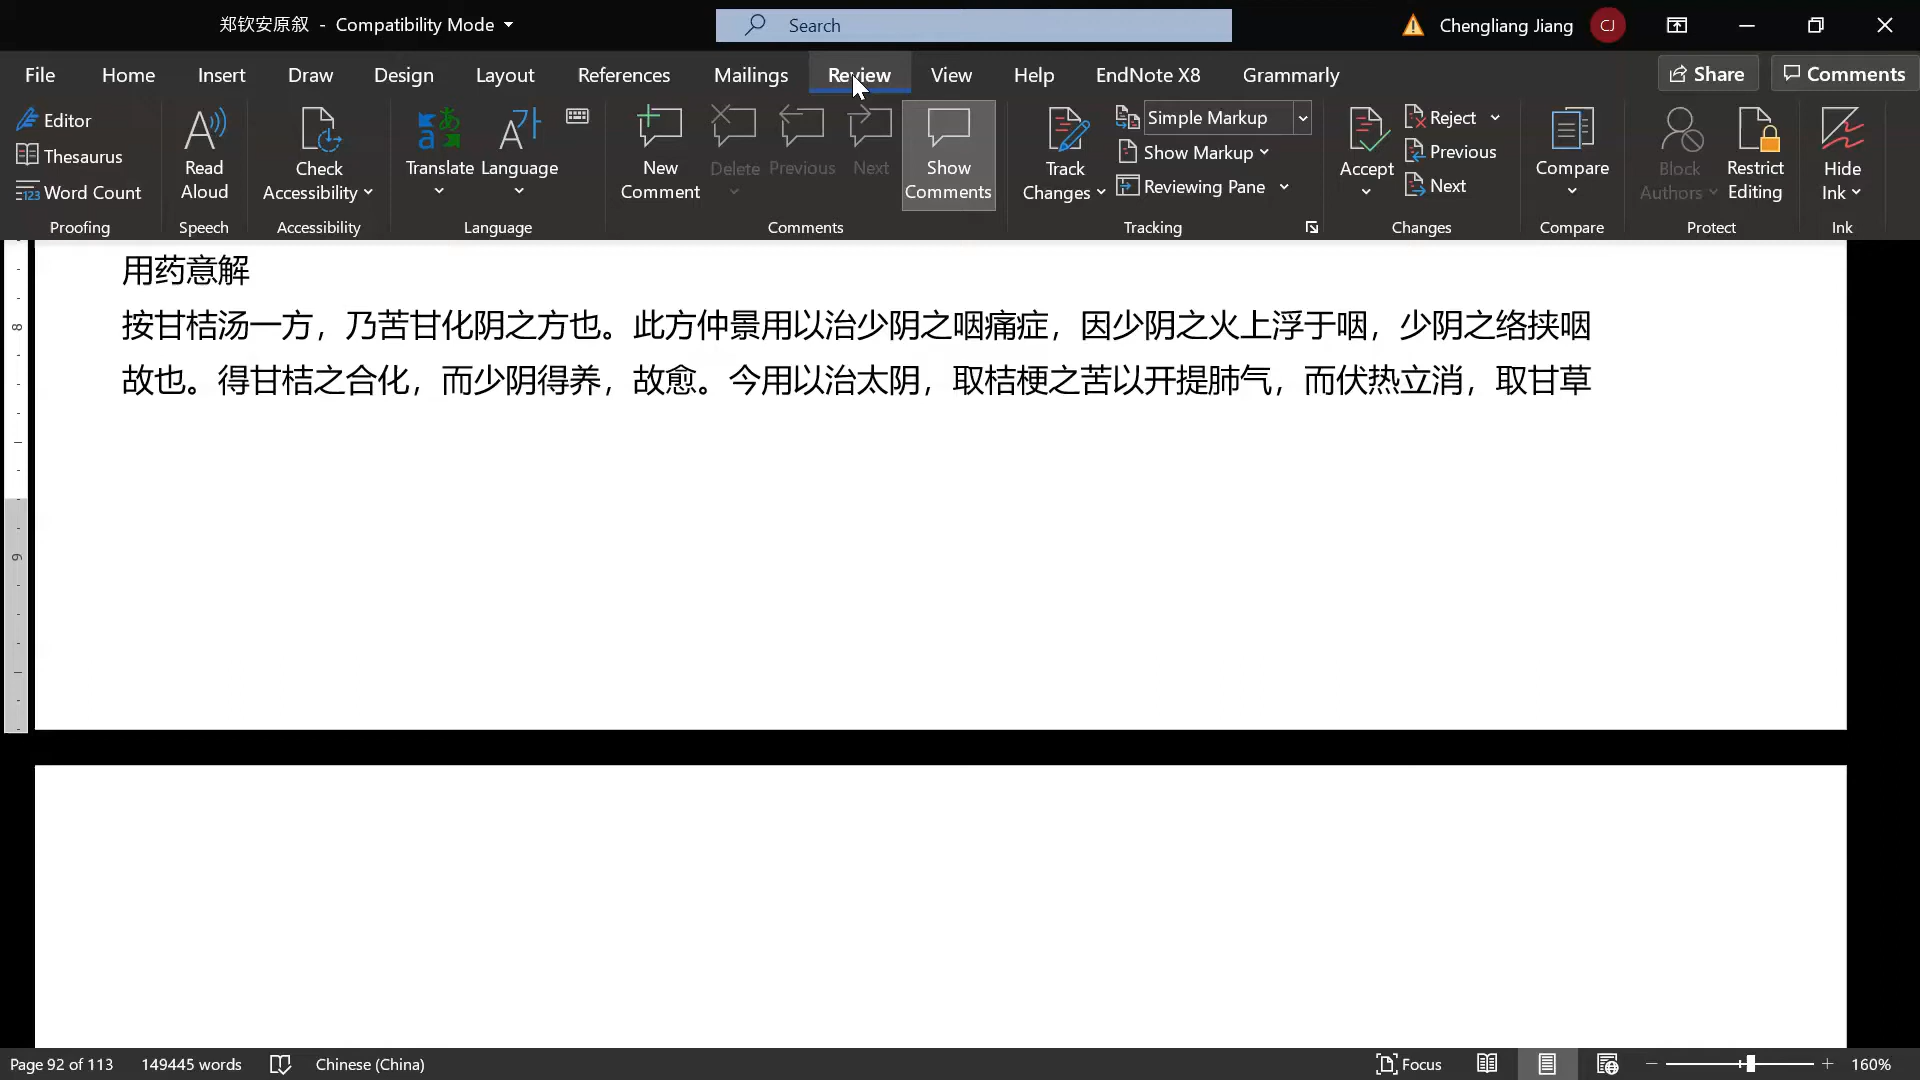 郑钦安原叙 - Compatibility Mode
Search
Chengliang Jiang
CJ
File Home Insert Draw Design Layout References Mailings Review View Help EndNote X8 Grammarly
Share
Comments
Editor
Thesaurus
Word Count
Proofing
Read Aloud
Speech
Check Accessibility
Accessibility
Translate
Language
Language
New Comment
Delete
Previous
Next
Show Comments
Comments
Track Changes
Simple Markup
Show Markup
Reviewing Pane
Tracking
Accept
Reject
Previous
Next
Changes
Compare
Compare
Block Authors
Restrict Editing
Protect
Hide Ink
Ink
8
9
用药意解
按甘桔汤一方，乃苦甘化阴之方也。此方仲景用以治少阴之咽痛症，因少阴之火上浮于咽，少阴之络挟咽
故也。得甘桔之合化，而少阴得养，故愈。今用以治太阴，取桔梗之苦以开提肺气，而伏热立消，取甘草
Page 92 of 113 149445 words Chinese (China) Focus 160%